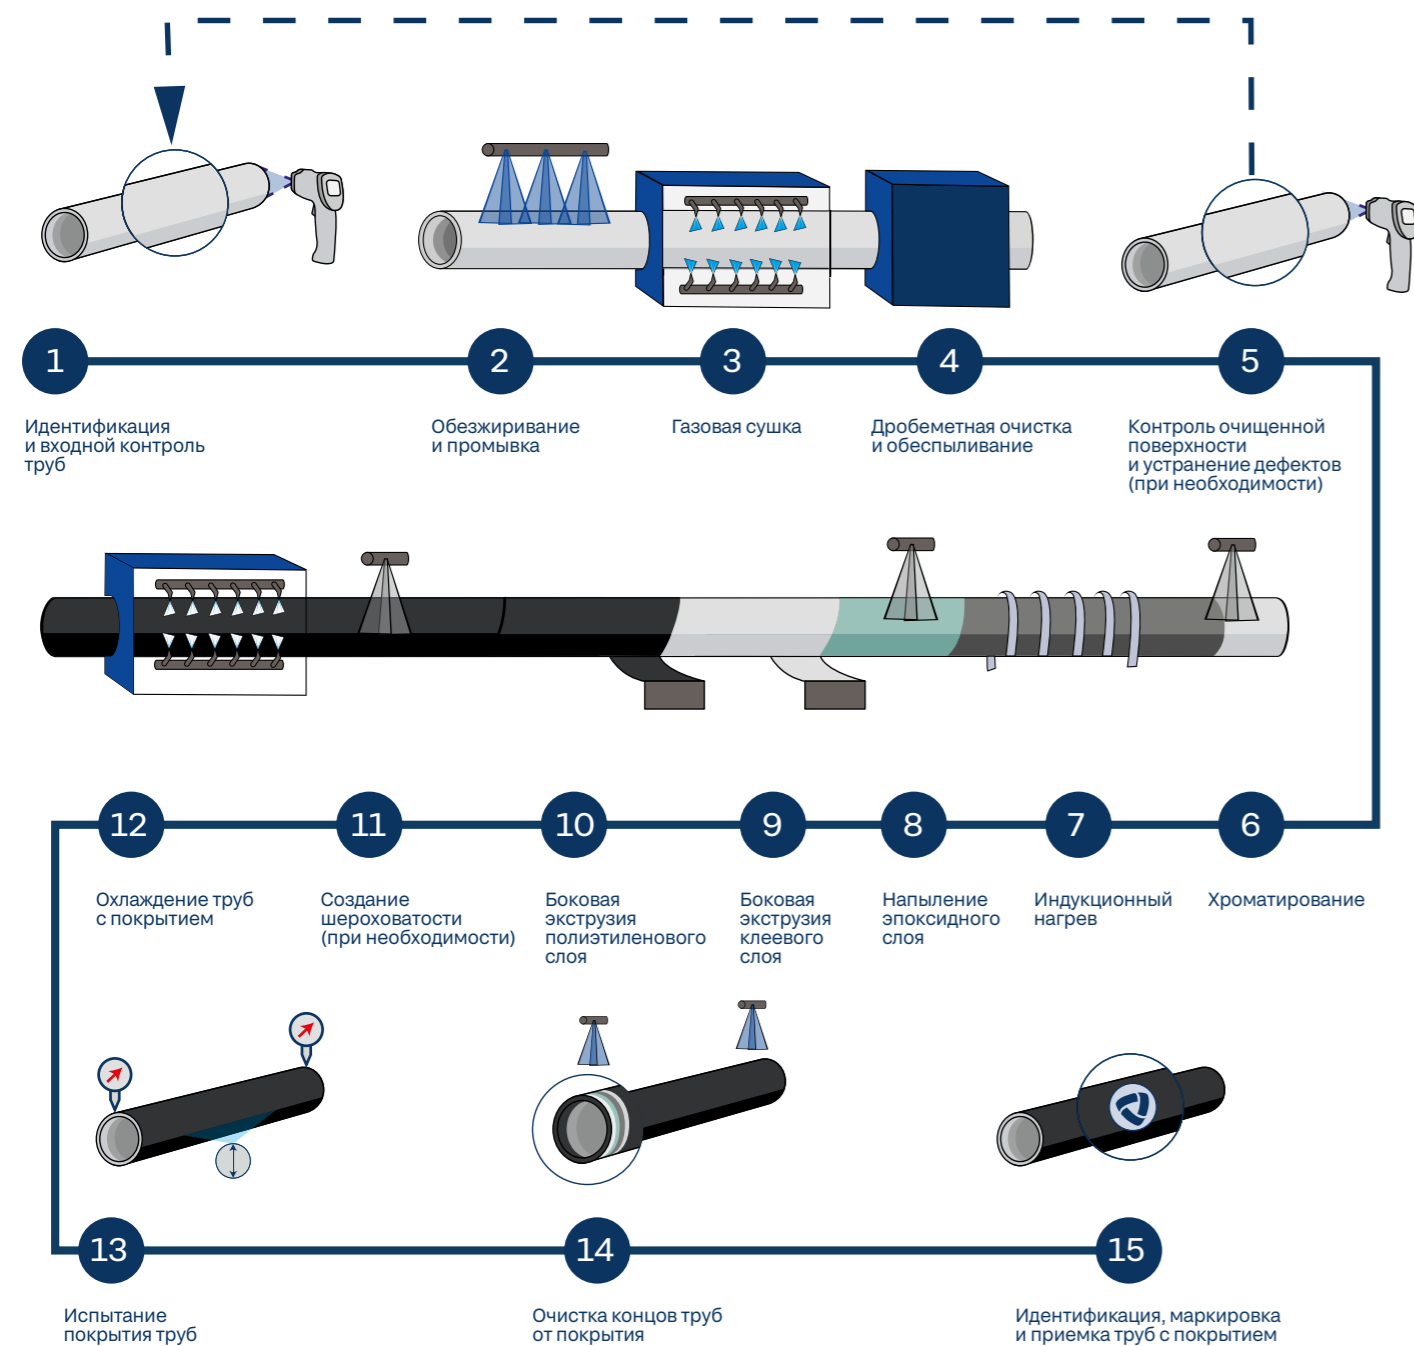 1
2
3
4
5
Идентификация
и входной контроль
труб
Обезжиривание
и промывка
Газовая сушка
Дробеметная очистка
и обеспыливание
Контроль очищенной
поверхности
и устранение дефектов
(при необходимости)
12
11
10
9
8
7
6
Охлаждение труб
с покрытием
Создание
шероховатости
(при необходимости)
Боковая
экструзия
полиэтиленового
слоя
Боковая
экструзия
клеевого
слоя
Напыление
эпоксидного
слоя
Индукционный
нагрев
Хроматирование
13
14
15
Испытание
покрытия труб
Очистка концов труб
от покрытия
Идентификация, маркировка
и приемка труб с покрытием